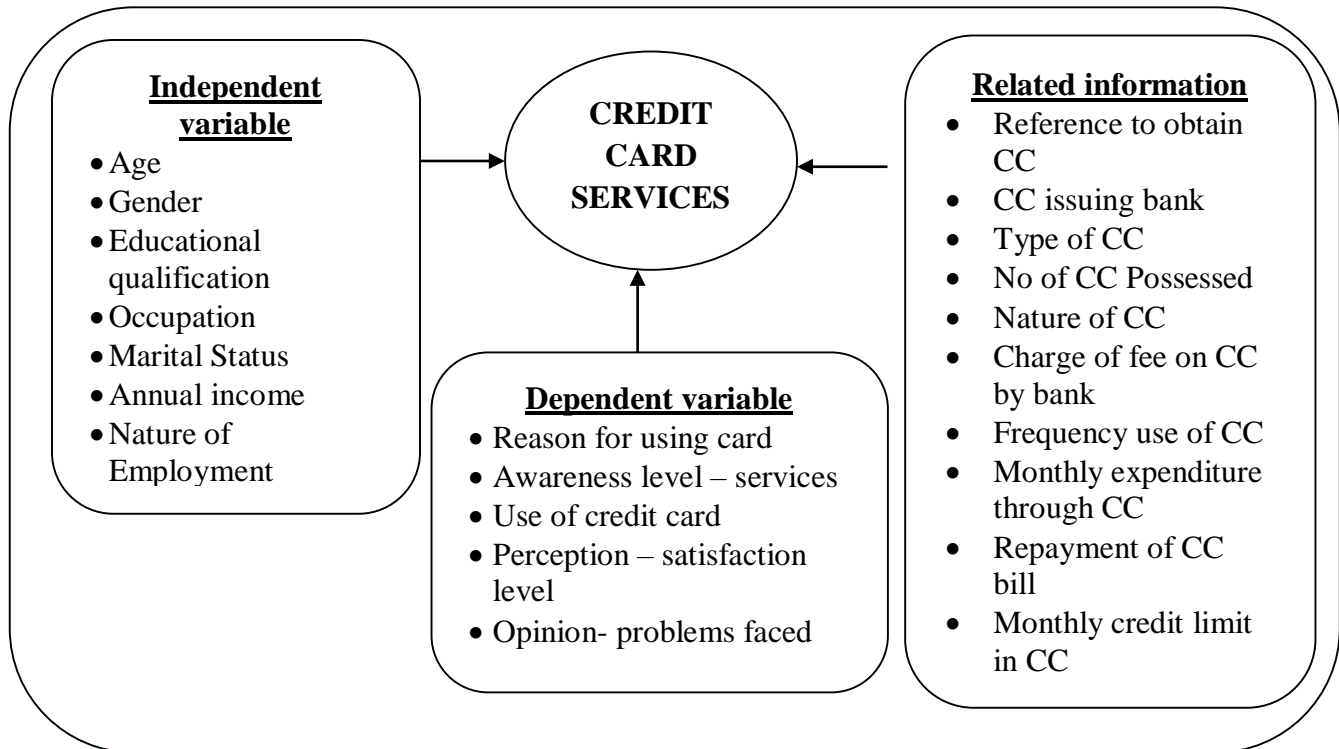 Independent
variable
• Age
• Gender
• Educational
qualification
• Occupation
• Marital Status
• Annual income
• Nature of
Employment
CREDIT
CARD
SERVICES
Dependent variable
• Reason for using card
• Awareness level – services
• Use of credit card
• Perception – satisfaction
level
• Opinion- problems faced
Related information
• Reference to obtain
CC
• CC issuing bank
• Type of CC
• No of CC Possessed
• Nature of CC
• Charge of fee on CC
by bank
• Frequency use of CC
• Monthly expenditure
through CC
• Repayment of CC
bill
• Monthly credit limit
in CC